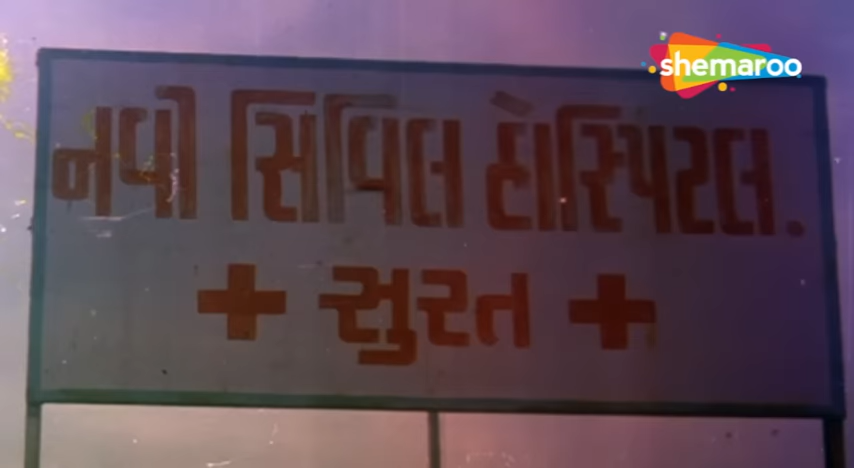 shemaroo
નવી સિવિલ હોસ્પિટલ.
+ સુરત +